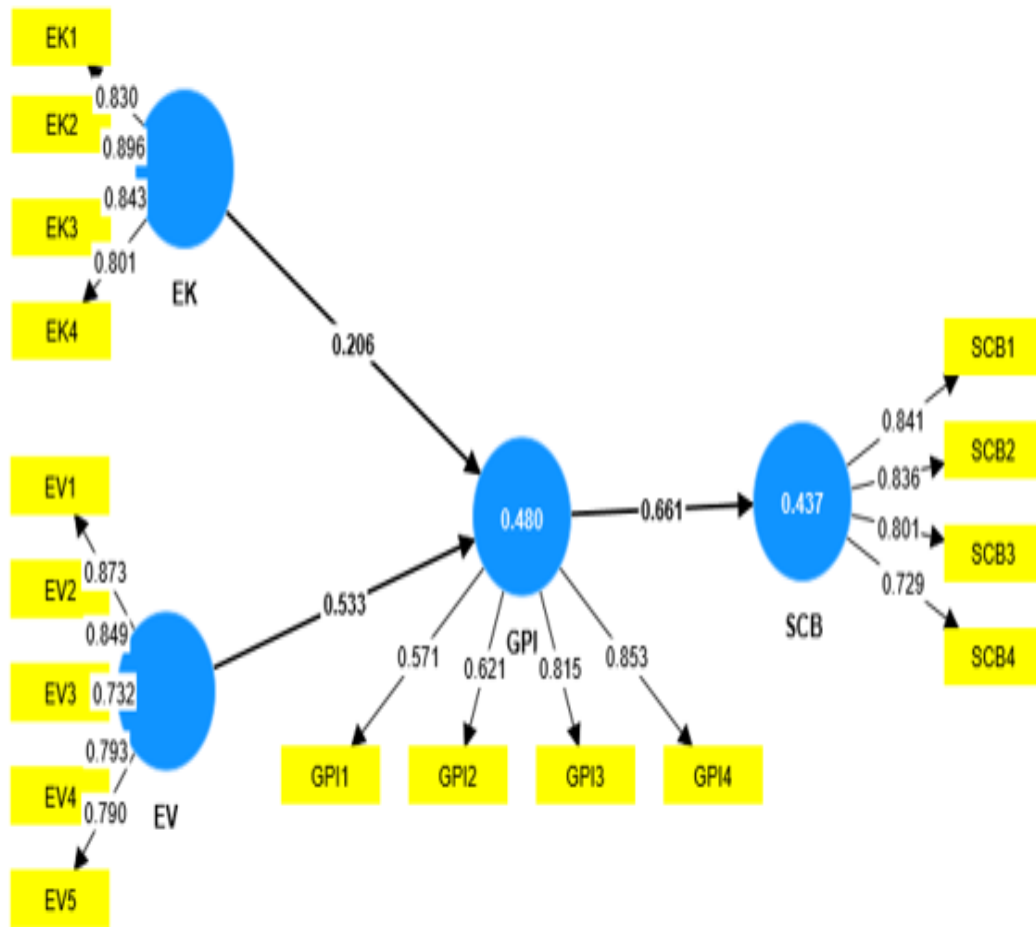 EK1
0.830
EK2
0.896
0.843
EK3
0.801
EK4
EK
0.206
EV1
0.873
EV2
0.849
EV3
0.732
0.793
EV4
0.790
EV5
EV
0.533
0.480
GPI
0.571
0.621
0.815
0.853
GPI1
GPI2
GPI3
GPI4
0.661
0.437
SCB
SCB1
0.841
SCB2
0.836
0.801
SCB3
0.729
SCB4